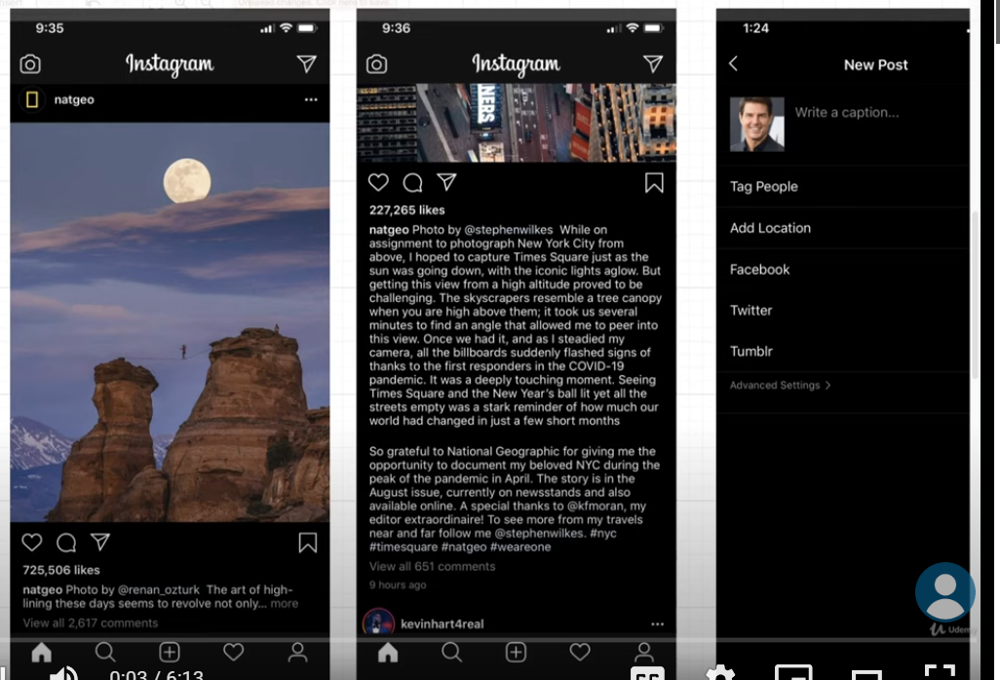 9:35
Instagram
natgeo
725,506 likes
natgeo Photo by @renan_ozturk The art of high-
lining these days seems to revolve not only... more
View all 2,617 comments
9:36
Instagram
NERS
227,265 likes
natgeo Photo by @stephenwilkes While on
assignment to photograph New York City from
above, I hoped to capture Times Square just as the
sun was going down, with the iconic lights aglow. But
getting this view from a high altitude proved to be
challenging. The skyscrapers resemble a tree canopy
when you are high above them; it took us several
minutes to find an angle that allowed me to peer into
this view. Once we had it, and as I steadied my
camera, all the billboards suddenly flashed signs of
thanks to the first responders in the COVID-19
pandemic. It was a deeply touching moment. Seeing
Times Square and the New Year's ball lit yet all the
streets empty was a stark reminder of how much our
world had changed in just a few short months
So grateful to National Geographic for giving me the
opportunity to document my beloved NYC during the
peak of the pandemic in April. The story is in the
August issue, currently on newsstands and also
available online. A special thanks to @kfmoran, my
editor extraordinaire! To see more from my travels
near and far follow me @stephenwilkes. #nyc
#timesquare #natgeo #weareone
View all 651 comments
9 hours ago
kevinhart4real
1:24
New Post
Write a caption...
Tag People
Add Location
Facebook
Twitter
Tumblr
Advanced Settings >
Udemy
0:03 / 6:13
CC